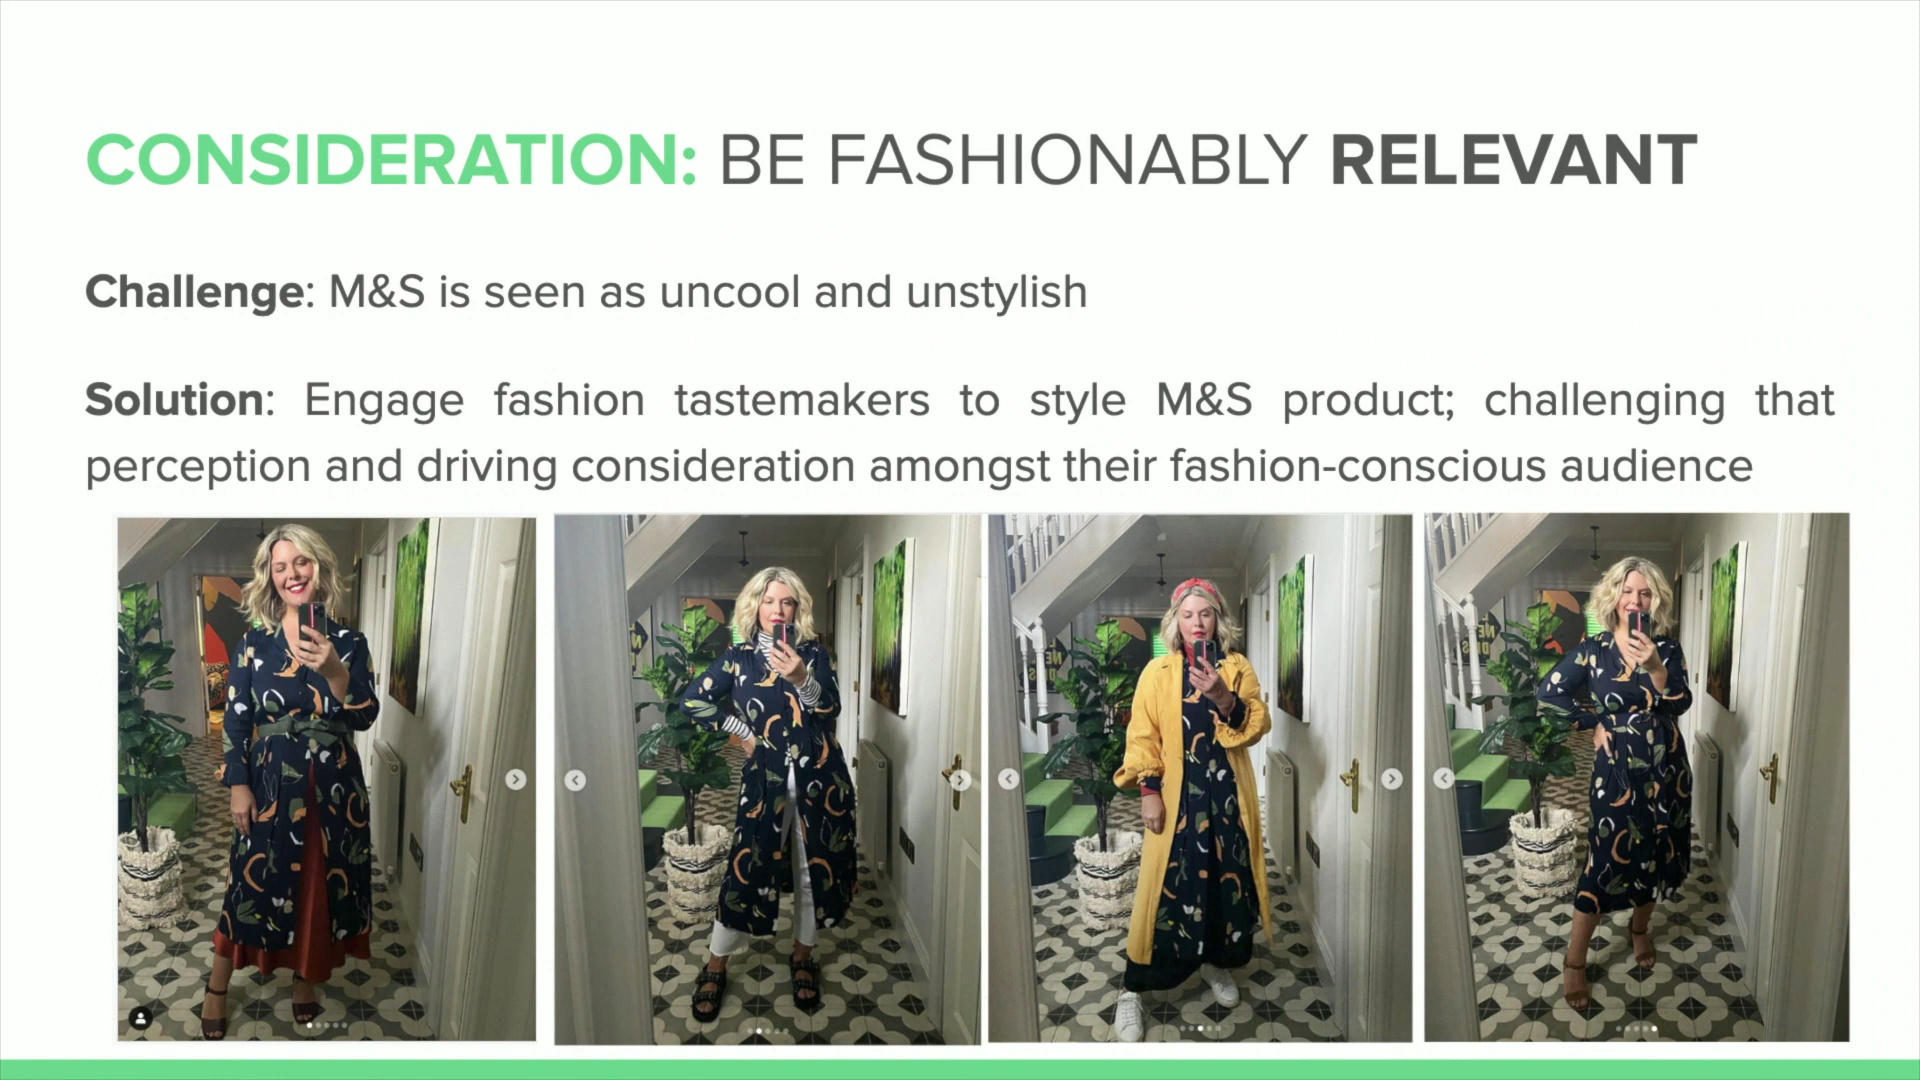 CONSIDERATION: BE FASHIONABLY RELEVANT
Challenge: M&S is seen as uncool and unstylish
Solution: Engage fashion tastemakers to style M&S product; challenging that
perception and driving consideration amongst their fashion-conscious audience